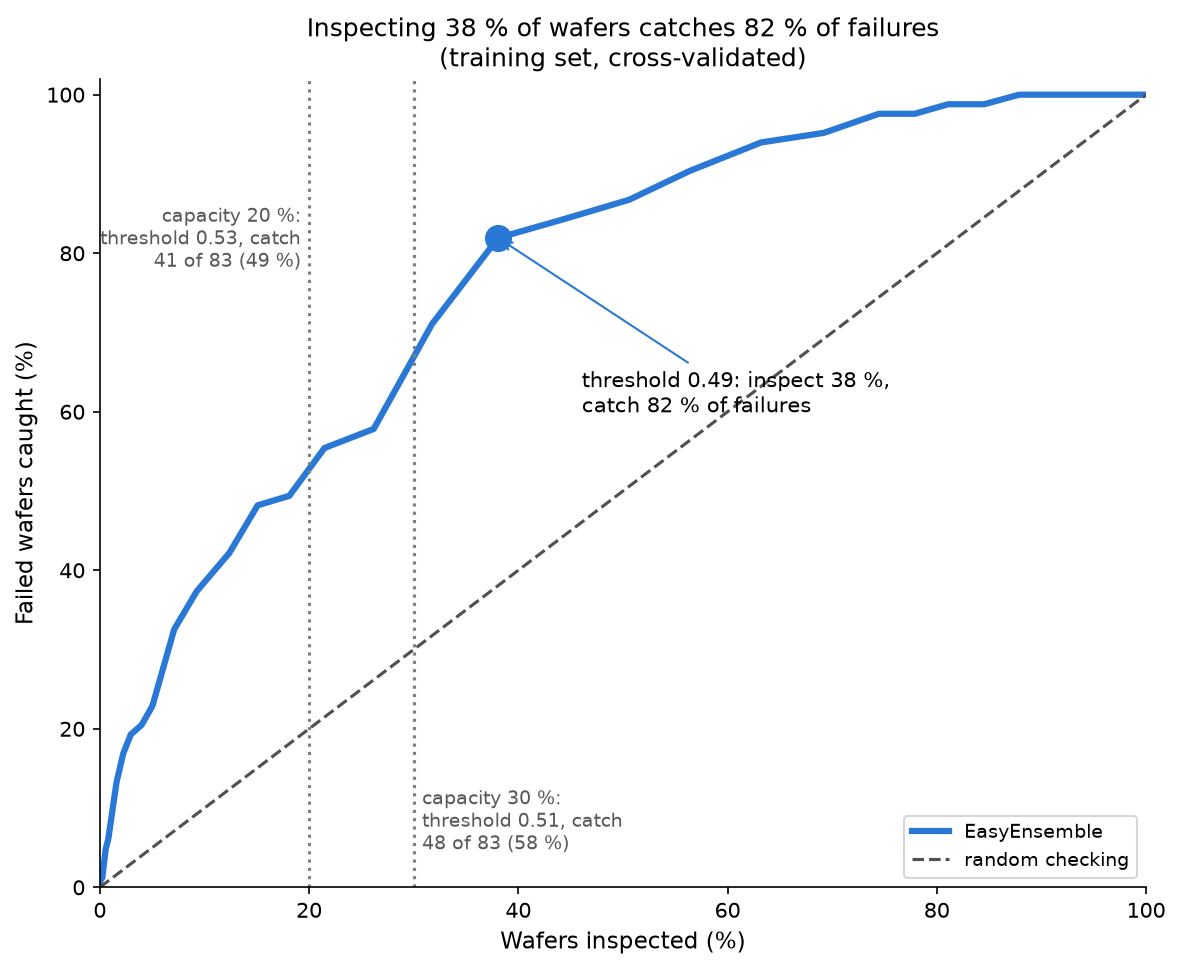 Inspecting 38 % of wafers catches 82 % of failures
(training set, cross-validated)
Failed wafers caught (%)
100
80
60
40
20
0
capacity 20 %:
threshold 0.53, catch
41 of 83 (49 %)
threshold 0.49: inspect 38 %,
catch 82 % of failures
capacity 30 %:
threshold 0.51, catch
48 of 83 (58 %)
EasyEnsemble
random checking
0
20
40
60
80
100
Wafers inspected (%)